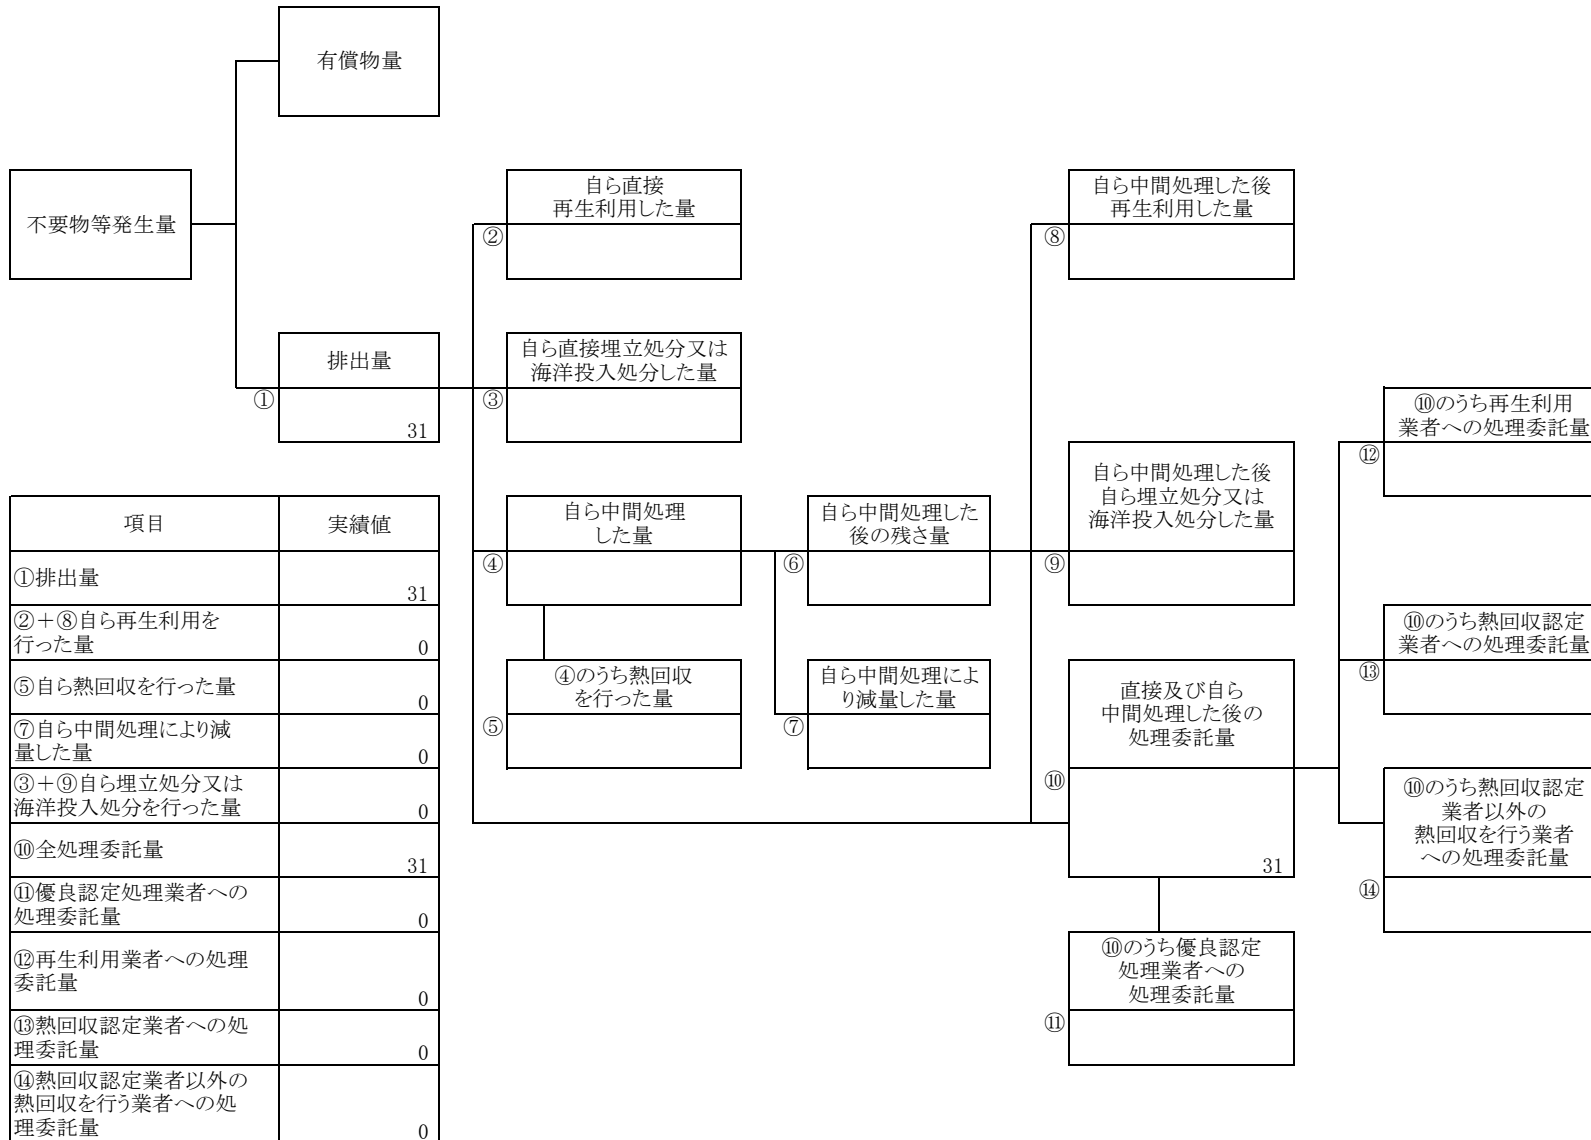 有償物量
不要物等発生量
自ら直接
再生利用した量
②
自ら中間処理した後
再生利用した量
⑧
排出量
①
31
自ら直接埋立処分又は
海洋投入処分した量
③
⑩のうち再生利用
業者への処理委託量
⑫
自ら中間処理した後
自ら埋立処分又は
海洋投入処分した量
⑨
自ら中間処理
した量
④
自ら中間処理した
後の残さ量
⑥
⑩のうち熱回収認定
業者への処理委託量
⑬
④のうち熱回収
を行った量
⑤
自ら中間処理によ
り減量した量
⑦
直接及び自ら
中間処理した後の
処理委託量
⑩
31
⑩のうち熱回収認定
業者以外の
熱回収を行う業者
への処理委託量
⑭
⑩のうち優良認定
処理業者への
処理委託量
⑪
項目 実績値
①排出量
31
②+⑧自ら再生利用を
行った量 0
⑤自ら熱回収を行った量
0
⑦自ら中間処理により減
量した量 0
③+⑨自ら埋立処分又は
海洋投入処分を行った量 0
⑩全処理委託量
31
⑪優良認定処理業者への
処理委託量 0
⑫再生利用業者への処理
委託量
0
⑬熱回収認定業者への処
理委託量 0
⑭熱回収認定業者以外の
熱回収を行う業者への処
理委託量 0